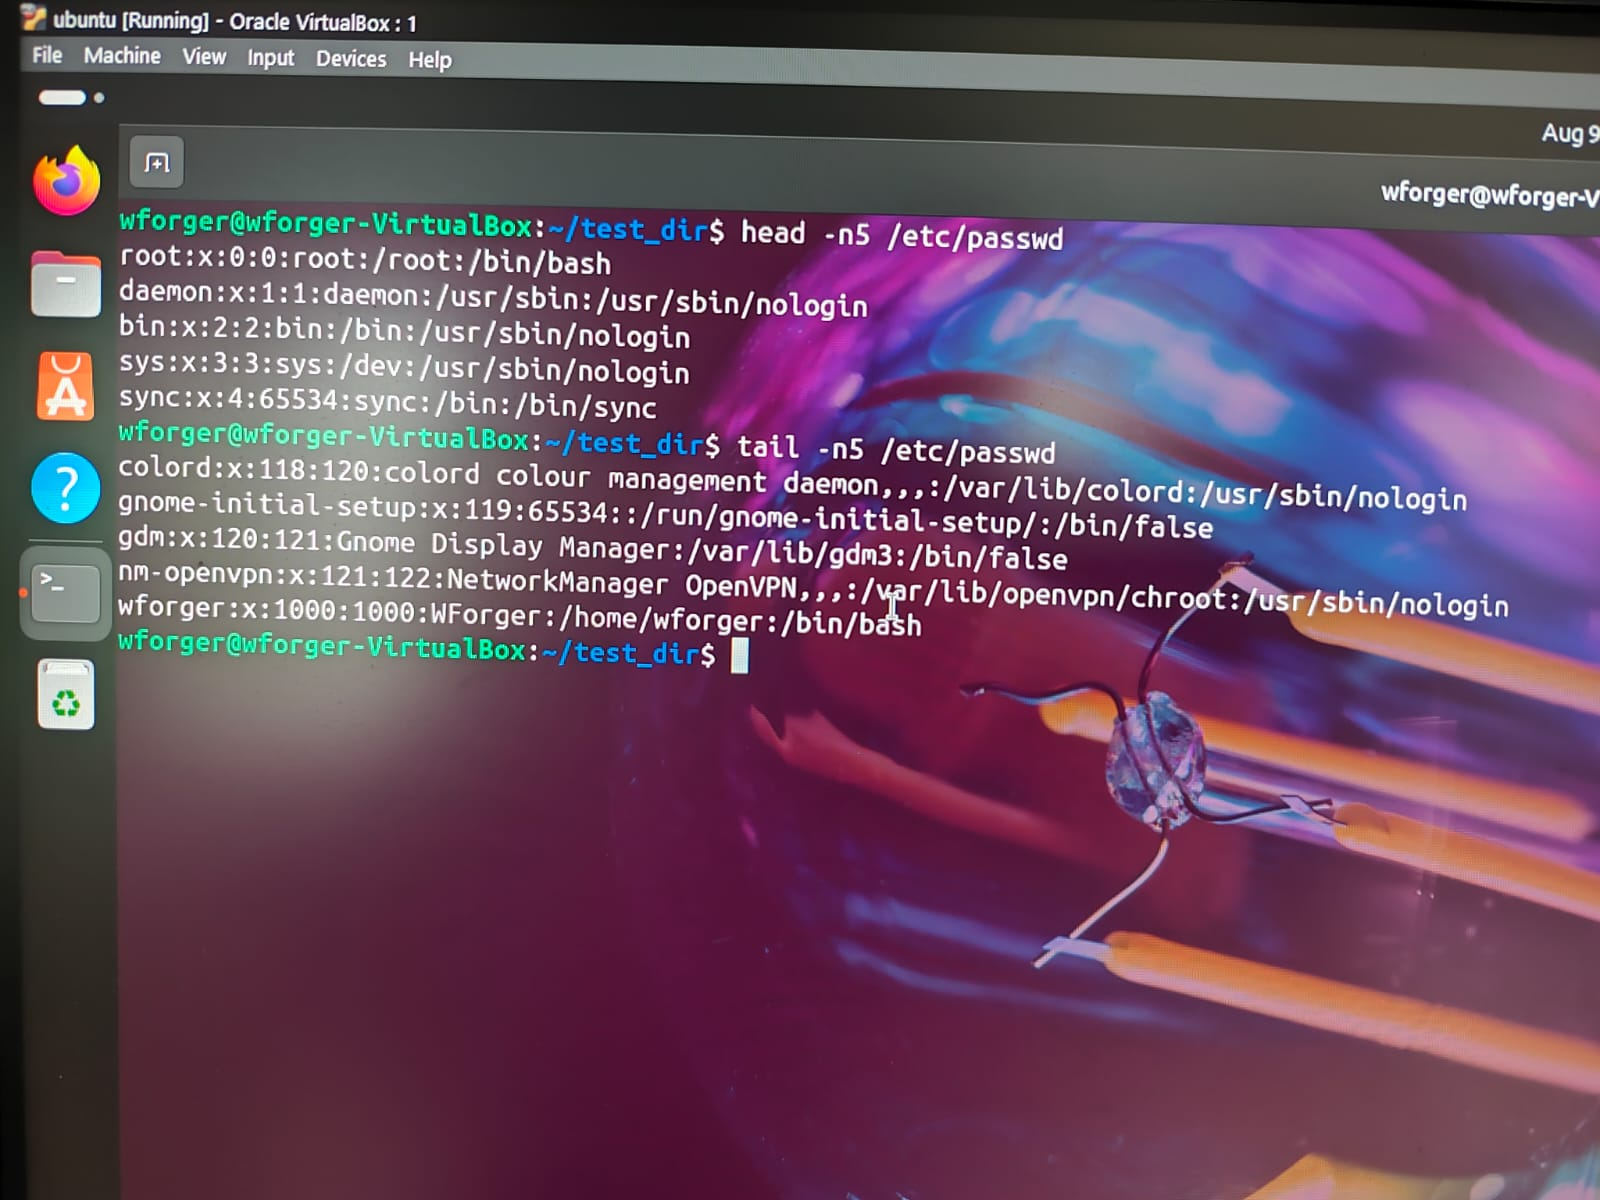 ubuntu [Running] - Oracle VirtualBox : 1
File Machine View Input Devices Help
Aug 9
wforger@wforger-V
wforger@wforger-VirtualBox:~/test_dir$ head -n5 /etc/passwd
root:x:0:0:root:/root:/bin/bash
daemon:x:1:1:daemon:/usr/sbin:/usr/sbin/nologin
bin:x:2:2:bin:/bin:/usr/sbin/nologin
sys:x:3:3:sys:/dev:/usr/sbin/nologin
sync:x:4:65534:sync:/bin:/bin/sync
wforger@wforger-VirtualBox:~/test_dir$ tail -n5 /etc/passwd
colord:x:118:120:colord colour management daemon,,,:/var/lib/colord:/usr/sbin/nologin
gnome-initial-setup:x:119:65534::/run/gnome-initial-setup/:/bin/false
gdm:x:120:121:Gnome Display Manager:/var/lib/gdm3:/bin/false
nm-openvpn:x:121:122:NetworkManager OpenVPN,,,:/var/lib/openvpn/chroot:/usr/sbin/nologin
wforger:x:1000:1000:WForger:/home/wforger:/bin/bash
wforger@wforger-VirtualBox:~/test_dir$